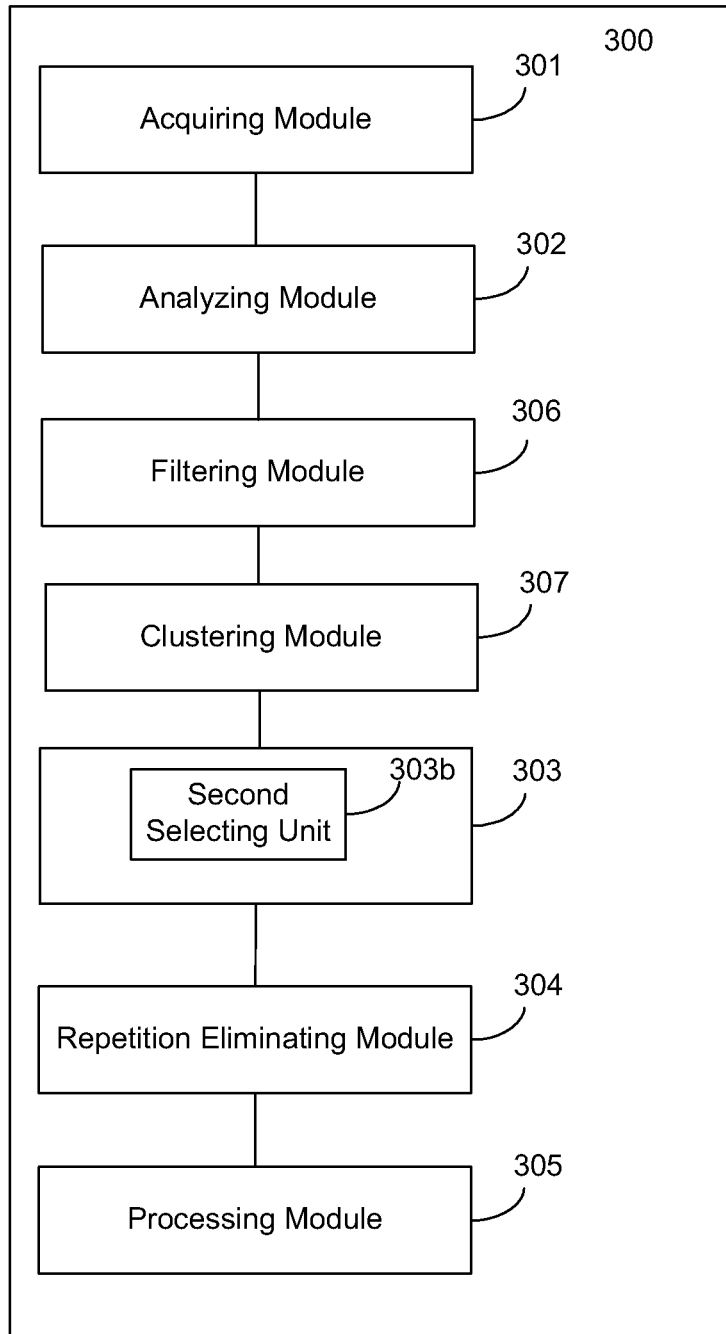 300
301
Acquiring Module
302
Analyzing Module
306
Filtering Module
307
Clustering Module
303b
303
Second
Selecting Unit
304
Repetition Eliminating Module
305
Processing Module